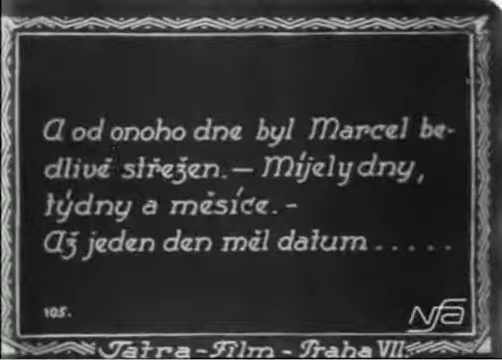 A od onoho dne byl Marcel be-
dlivě střežen. — Míjely dny,
týdny a měsíce. -
Až jeden den měl datum . . . . .
105.
Nfa
Tatra-Film - Praha VII